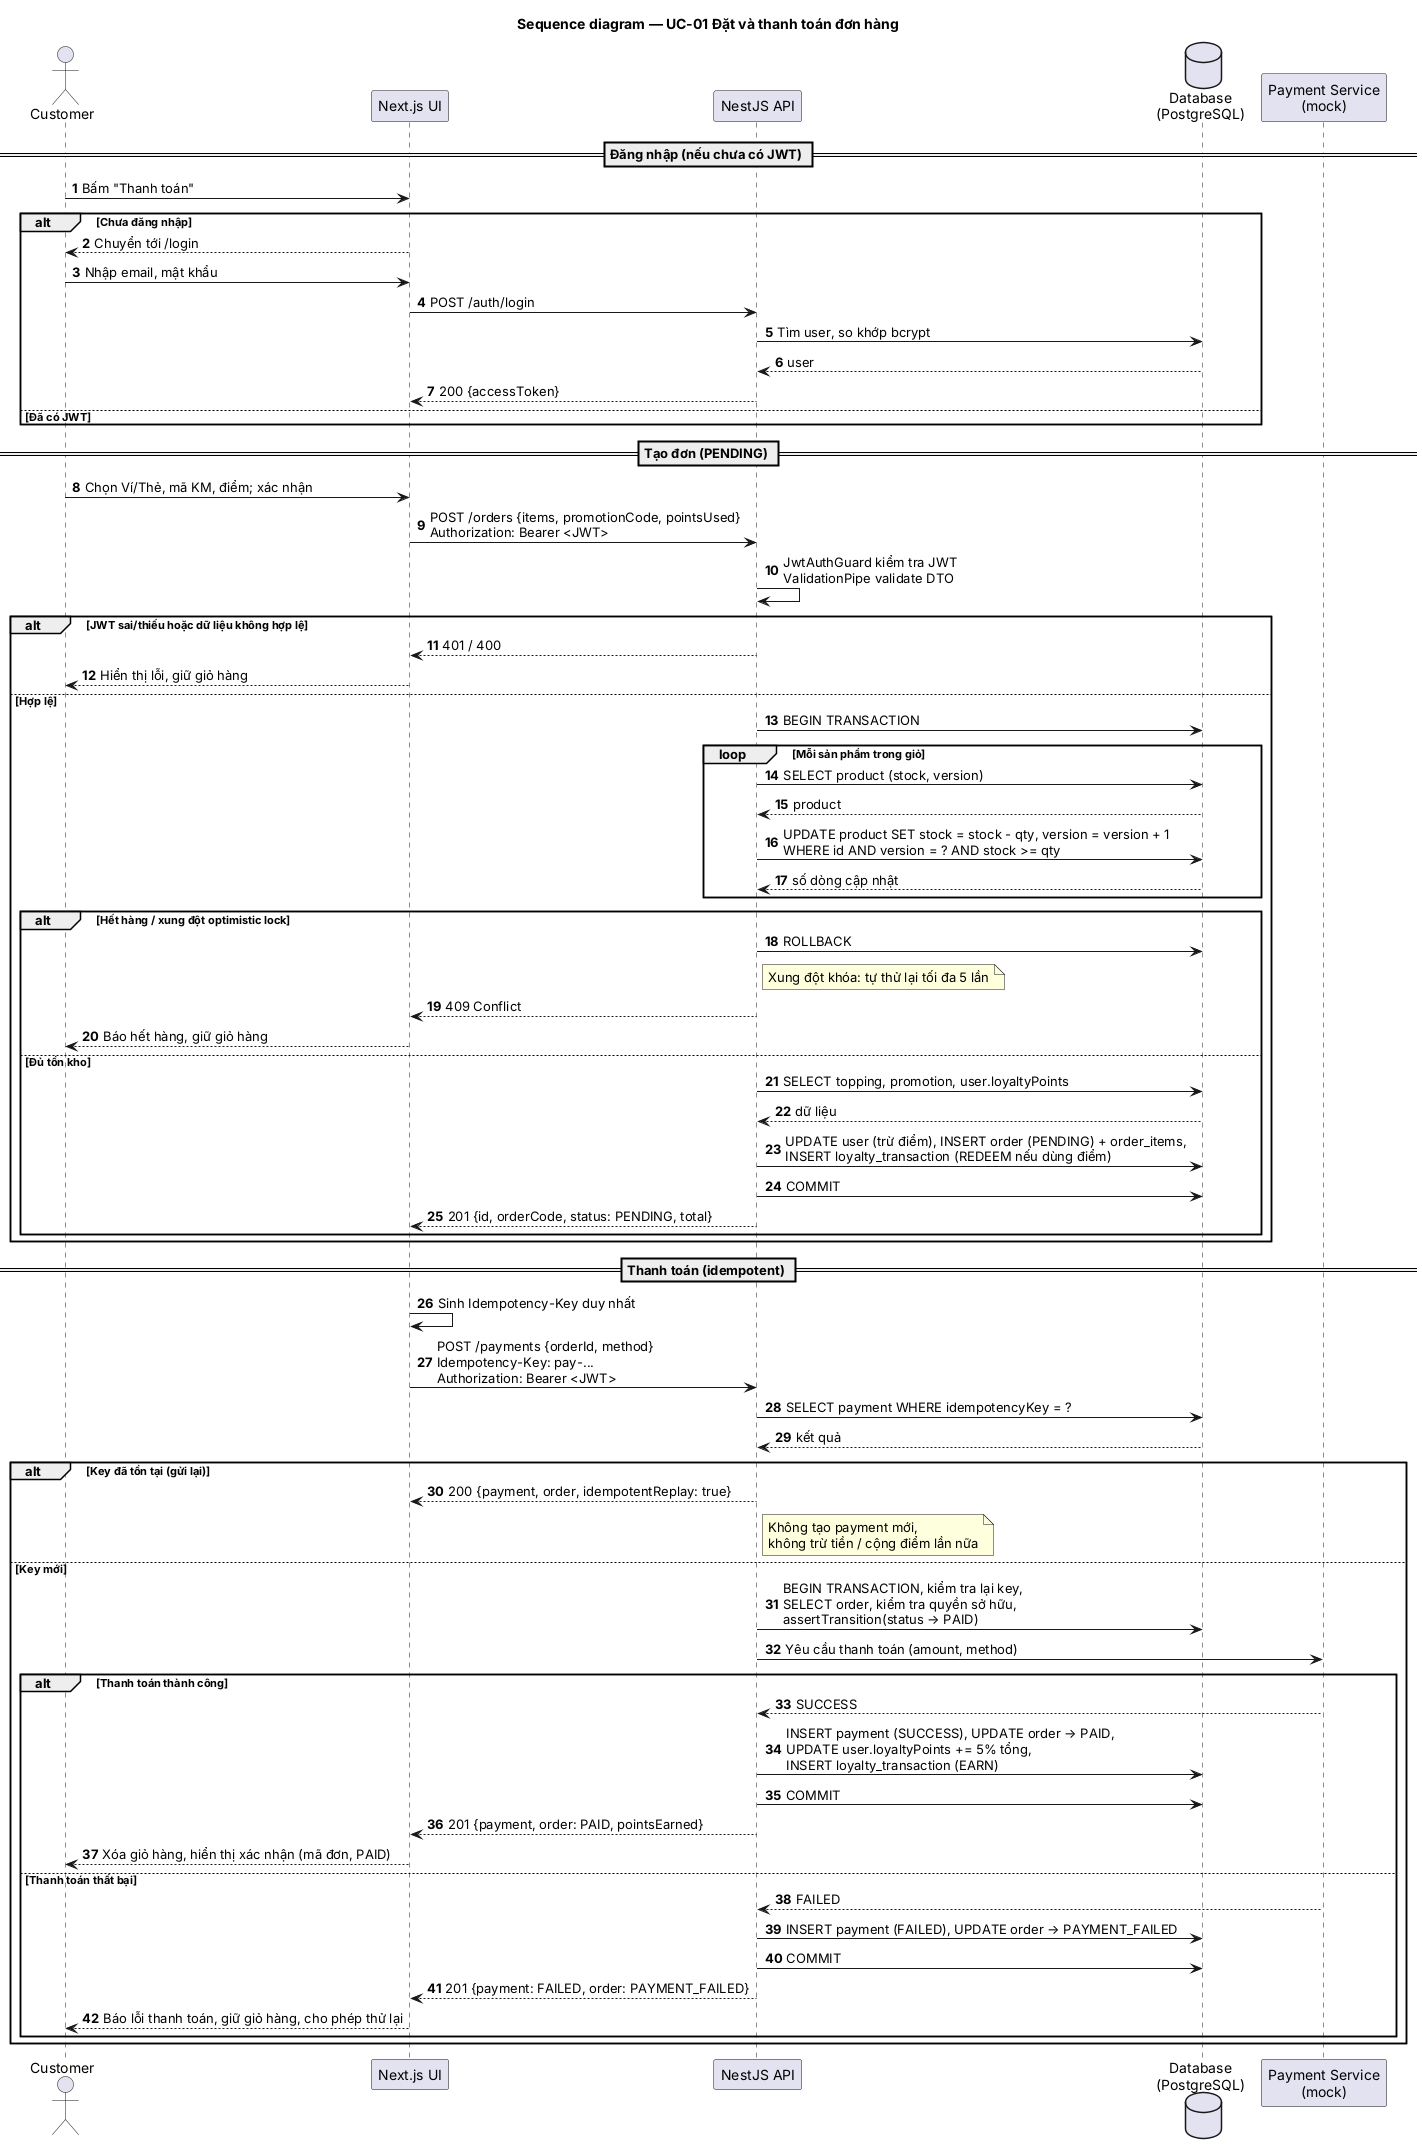 Sequence diagram — UC-01 Đặt và thanh toán đơn hàng
Customer
Next.js UI
NestJS API
Database
(PostgreSQL)
Payment Service
(mock)
Đăng nhập (nếu chưa có JWT)
1 Bấm "Thanh toán"
alt [Chưa đăng nhập]
2 Chuyển tới /login
3 Nhập email, mật khẩu
4 POST /auth/login
5 Tìm user, so khớp bcrypt
6 user
7 200 {accessToken}
[Đã có JWT]
Tạo đơn (PENDING)
8 Chọn Ví/Thẻ, mã KM, điểm; xác nhận
9 POST /orders {items, promotionCode, pointsUsed}
Authorization: Bearer <JWT>
10 JwtAuthGuard kiểm tra JWT
ValidationPipe validate DTO
alt [JWT sai/thiếu hoặc dữ liệu không hợp lệ]
11 401 / 400
12 Hiển thị lỗi, giữ giỏ hàng
[Hợp lệ]
13 BEGIN TRANSACTION
loop [Mỗi sản phẩm trong giỏ]
14 SELECT product (stock, version)
15 product
16 UPDATE product SET stock = stock - qty, version = version + 1
WHERE id AND version = ? AND stock >= qty
17 số dòng cập nhật
alt [Hết hàng / xung đột optimistic lock]
18 ROLLBACK
Xung đột khóa: tự thử lại tối đa 5 lần
19 409 Conflict
20 Báo hết hàng, giữ giỏ hàng
[Đủ tồn kho]
21 SELECT topping, promotion, user.loyaltyPoints
22 dữ liệu
23 UPDATE user (trừ điểm), INSERT order (PENDING) + order_items,
INSERT loyalty_transaction (REDEEM nếu dùng điểm)
24 COMMIT
25 201 {id, orderCode, status: PENDING, total}
Thanh toán (idempotent)
26 Sinh Idempotency-Key duy nhất
27 POST /payments {orderId, method}
Idempotency-Key: pay-...
Authorization: Bearer <JWT>
28 SELECT payment WHERE idempotencyKey = ?
29 kết quả
alt [Key đã tồn tại (gửi lại)]
30 200 {payment, order, idempotentReplay: true}
Không tạo payment mới,
không trừ tiền / cộng điểm lần nữa
[Key mới]
31 BEGIN TRANSACTION, kiểm tra lại key,
SELECT order, kiểm tra quyền sở hữu,
assertTransition(status → PAID)
32 Yêu cầu thanh toán (amount, method)
alt [Thanh toán thành công]
33 SUCCESS
34 INSERT payment (SUCCESS), UPDATE order → PAID,
UPDATE user.loyaltyPoints += 5% tổng,
INSERT loyalty_transaction (EARN)
35 COMMIT
36 201 {payment, order: PAID, pointsEarned}
37 Xóa giỏ hàng, hiển thị xác nhận (mã đơn, PAID)
[Thanh toán thất bại]
38 FAILED
39 INSERT payment (FAILED), UPDATE order → PAYMENT_FAILED
40 COMMIT
41 201 {payment: FAILED, order: PAYMENT_FAILED}
42 Báo lỗi thanh toán, giữ giỏ hàng, cho phép thử lại
Customer
Next.js UI
NestJS API
Database
(PostgreSQL)
Payment Service
(mock)